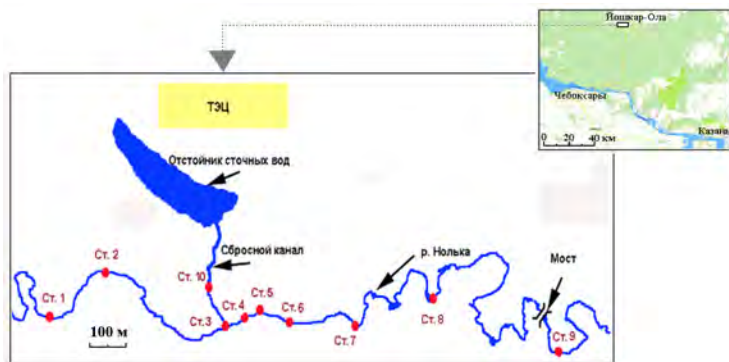 Йошкар-Ола
Чебоксары
Казань
0 20 40 км
ТЭЦ
Отстойник сточных вод
Сбросной канал
р. Нолька
Мост
Ст. 1
Ст. 2
Ст. 10
Ст. 3
Ст. 4
Ст. 5
Ст. 6
Ст. 7
Ст. 8
Ст. 9
100 м